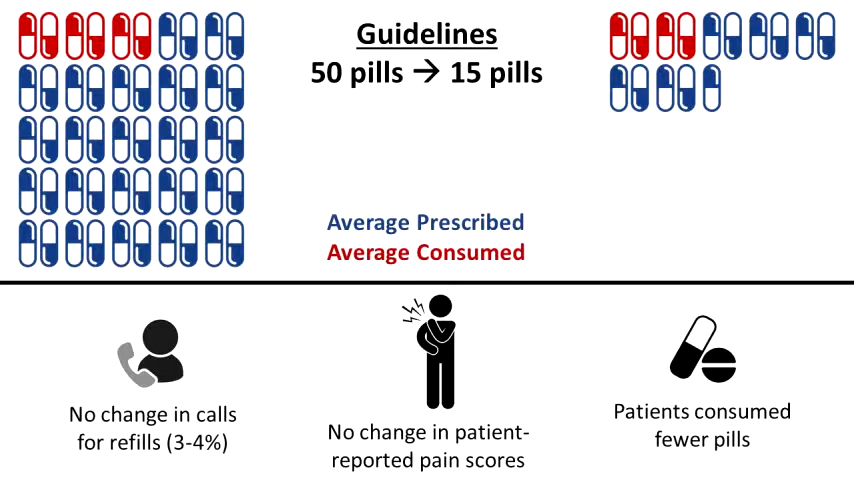 Guidelines
50 pills → 15 pills
Average Prescribed
Average Consumed
No change in calls
for refills (3-4%)
No change in patient-
reported pain scores
Patients consumed
fewer pills